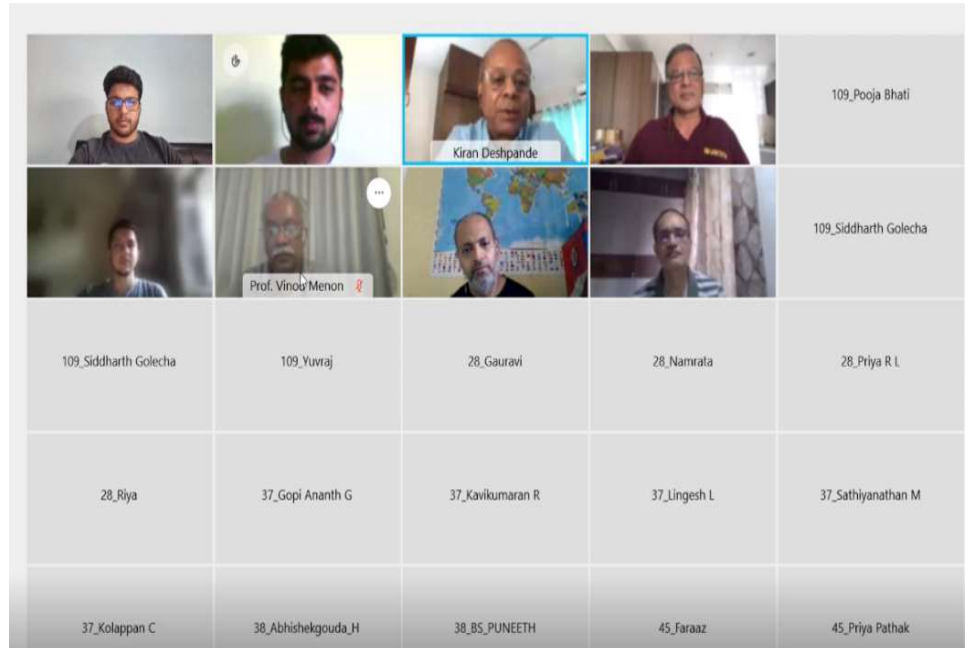 109_Pooja Bhati
Kiran Deshpande
109_Siddharth Golecha
Prof. Vinod Menon
109_Siddharth Golecha
109_Yuvraj
28_Gauravi
28_Namrata
28_Priya R L
28_Riya
37_Gopi Ananth G
37_Kavikumaran R
37_Lingesh L
37_Sathiyanathan M
37_Kolappan C
38_Abhishekgouda_H
38_BS_PUNEETH
45_Faraaz
45_Priya Pathak